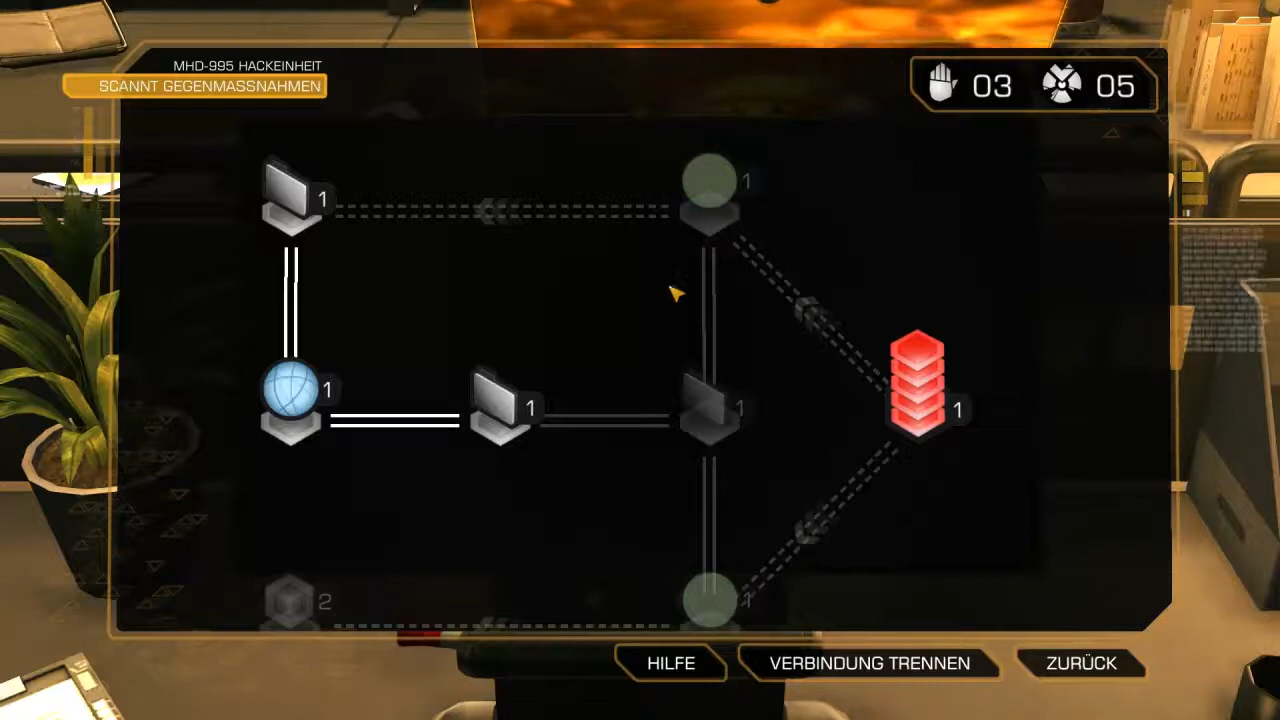 MHD-995 HACKEINHEIT
SCANNT GEGENMASSNAHMEN
03 05
1 1
1 1 1 1
2 1
HILFE VERBINDUNG TRENNEN ZURÜCK